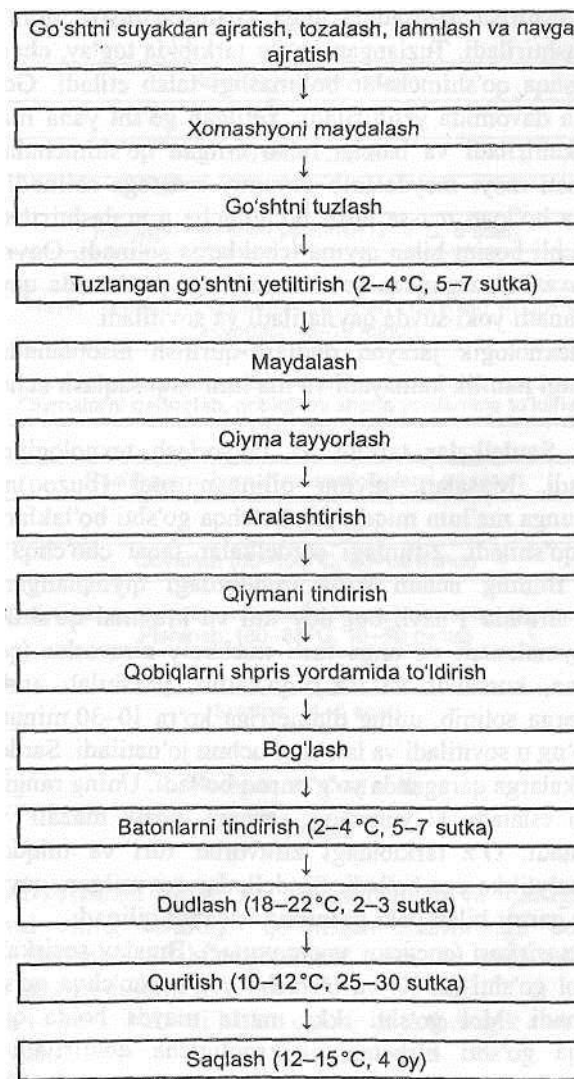 Go'shtni suyakdan ajratish, tozalash, lahmlash va navga
ajratish
Xomashyoni maydalash
Go'shtni tuzlash
Tuzlangan go'shtni yetiltirish (2–4°C, 5–7 sutka)
Maydalash
Qiyma tayyorlash
Aralashtirish
Qiymani tindirish
Qobiqlarni shpris yordamida to'ldirish
Bog'lash
Batonlarni tindirish (2–4°C, 5–7 sutka)
Dudlash (18–22°C, 2–3 sutka)
Quritish (10–12°C, 25–30 sutka)
Saqlash (12–15°C, 4 oy)